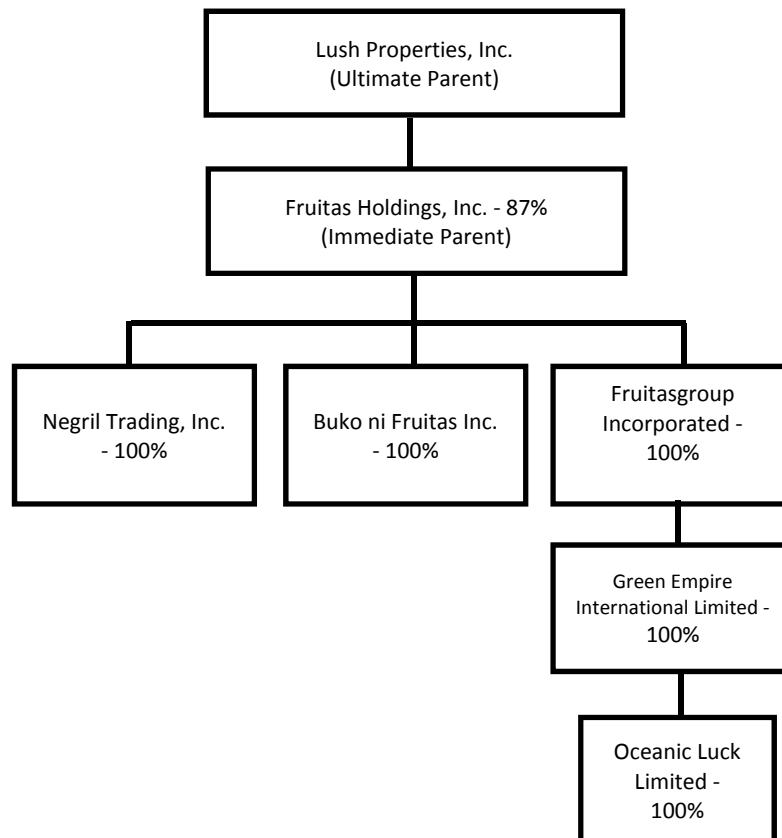 Lush Properties, Inc.
(Ultimate Parent)
Fruitas Holdings, Inc. - 87%
(Immediate Parent)
Negril Trading, Inc.
- 100%
Buko ni Fruitas Inc.
- 100%
Fruitasgroup
Incorporated -
100%
Green Empire
International Limited -
100%
Oceanic Luck
Limited -
100%